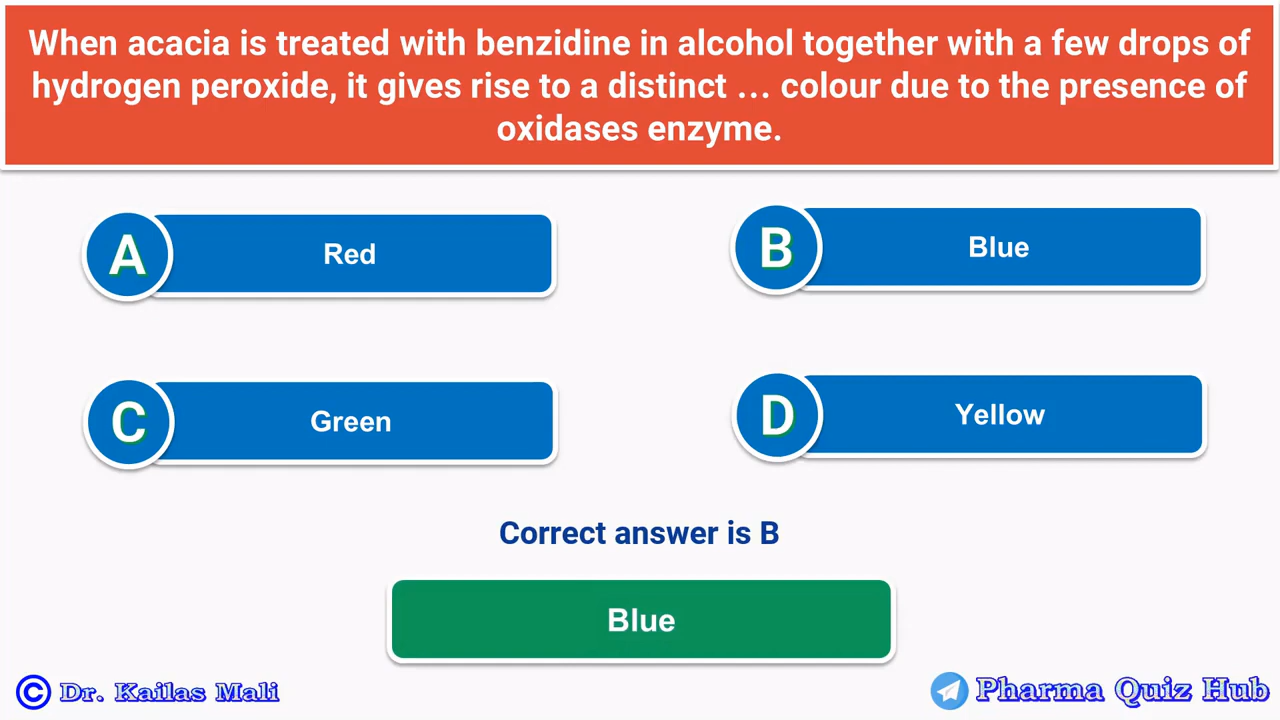 When acacia is treated with benzidine in alcohol together with a few drops of
hydrogen peroxide, it gives rise to a distinct ... colour due to the presence of
oxidases enzyme.
A Red
B Blue
C Green
D Yellow
Correct answer is B
Blue
© Dr. Kailas Mali
Pharma Quiz Hub